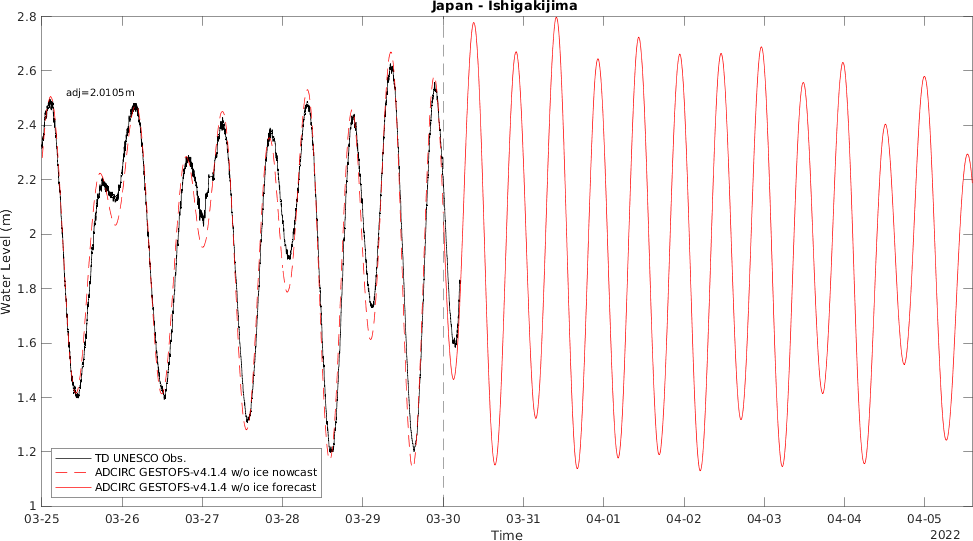 Japan - Ishigakijima
2.8
2.6
2.4
2.2
2
1.8
1.6
1.4
1.2
1
Water Level (m)
adj=2.0105m
TD UNESCO Obs.
ADCIRC GESTOFS-v4.1.4 w/o ice nowcast
ADCIRC GESTOFS-v4.1.4 w/o ice forecast
03-25 03-26 03-27 03-28 03-29 03-30 03-31 04-01 04-02 04-03 04-04 04-05
Time
2022